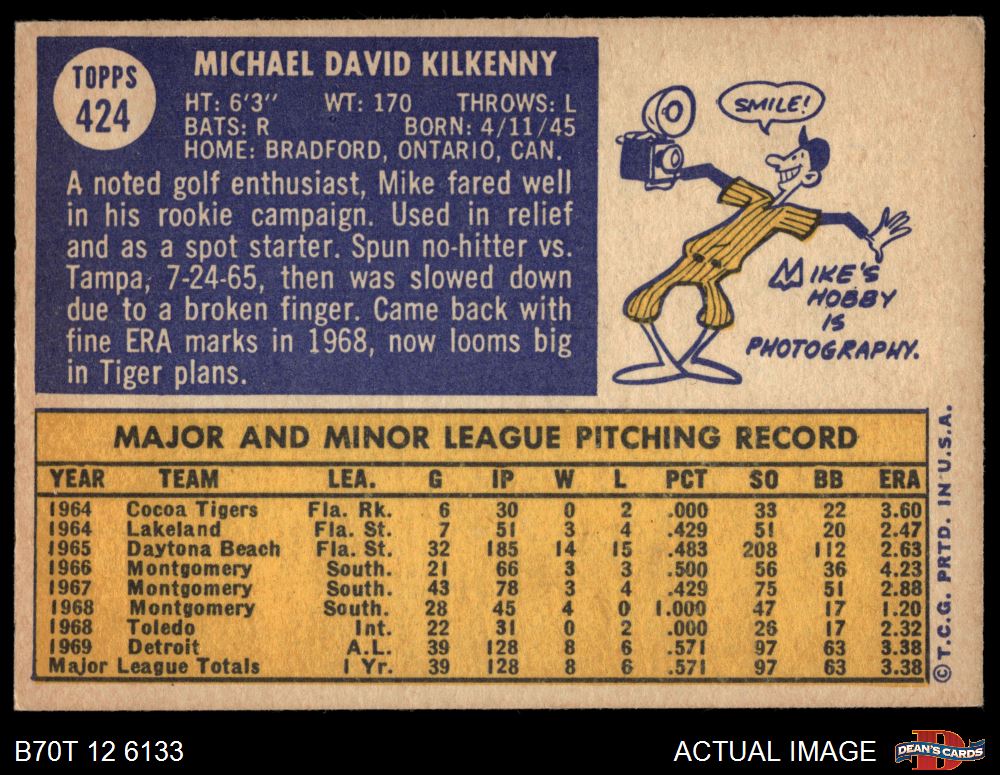 TOPPS
424
MICHAEL DAVID KILKENNY
HT: 6'3" WT: 170 THROWS: L
BATS: R BORN: 4/11/45
HOME: BRADFORD, ONTARIO, CAN.
A noted golf enthusiast, Mike fared well
in his rookie campaign. Used in relief
and as a spot starter. Spun no-hitter vs.
Tampa, 7-24-65, then was slowed down
due to a broken finger. Came back with
fine ERA marks in 1968, now looms big
in Tiger plans.
SMILE!
MIKE'S
HOBBY
IS
PHOTOGRAPHY.
MAJOR AND MINOR LEAGUE PITCHING RECORD
YEAR TEAM LEA. G IP W L PCT SO BB ERA
1964 Cocoa Tigers Fla. Rk. 6 30 0 2 .000 33 22 3.60
1964 Lakeland Fla. St. 7 51 3 4 .429 51 20 2.47
1965 Daytona Beach Fla. St. 32 185 14 15 .483 208 112 2.63
1966 Montgomery South. 21 66 3 3 .500 56 36 4.23
1967 Montgomery South. 43 78 3 4 .429 75 51 2.88
1968 Montgomery South. 28 45 4 0 1.000 47 17 1.20
1968 Toledo Int. 22 31 0 2 .000 26 17 2.32
1969 Detroit A.L. 39 128 8 6 .571 97 63 3.38
Major League Totals 1 Yr. 39 128 8 6 .571 97 63 3.38
©T.C.G. PRTD. IN U.S.A.
B70T 12 6133
ACTUAL IMAGE
DEAN'S CARDS